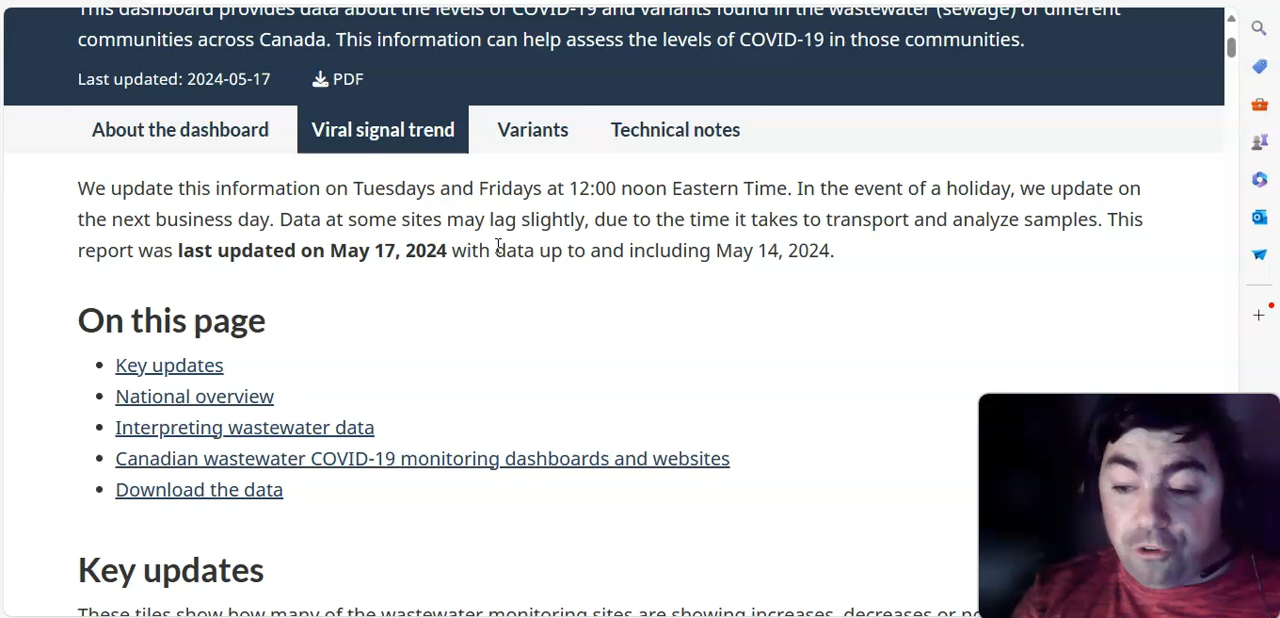 This dashboard provides data about the levels of COVID-19 and variants found in the wastewater (sewage) of different
communities across Canada. This information can help assess the levels of COVID-19 in those communities.
Last updated: 2024-05-17 PDF
About the dashboard Viral signal trend Variants Technical notes
We update this information on Tuesdays and Fridays at 12:00 noon Eastern Time. In the event of a holiday, we update on
the next business day. Data at some sites may lag slightly, due to the time it takes to transport and analyze samples. This
report was last updated on May 17, 2024 with data up to and including May 14, 2024.
On this page
Key updates
National overview
Interpreting wastewater data
Canadian wastewater COVID-19 monitoring dashboards and websites
Download the data
Key updates
These tiles show how many of the wastewater monitoring sites are showing increases, decreases or